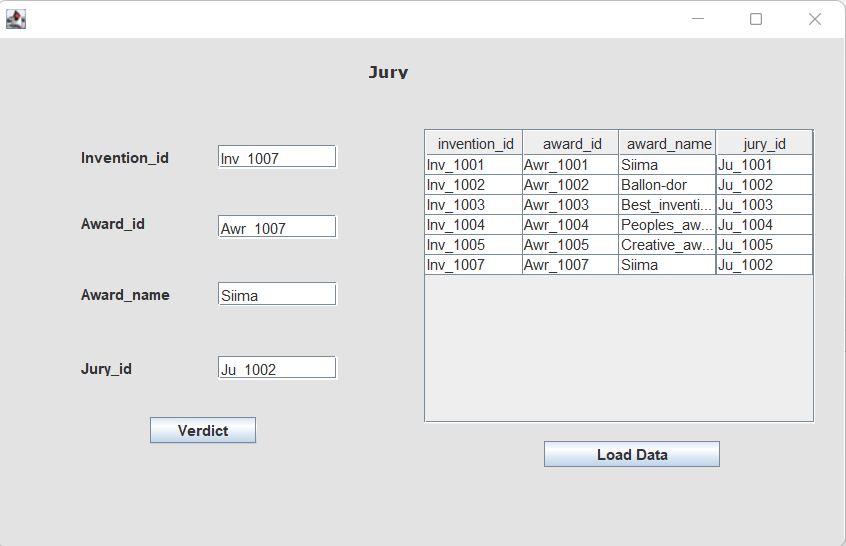 Jury
Invention_id Inv_1007
Award_id Awr_1007
Award_name Siima
Jury_id Ju_1002
Verdict
invention_id award_id award_name jury_id
Inv_1001 Awr_1001 Siima Ju_1001
Inv_1002 Awr_1002 Ballon-dor Ju_1002
Inv_1003 Awr_1003 Best_inventi... Ju_1003
Inv_1004 Awr_1004 Peoples_aw... Ju_1004
Inv_1005 Awr_1005 Creative_aw... Ju_1005
Inv_1007 Awr_1007 Siima Ju_1002
Load Data